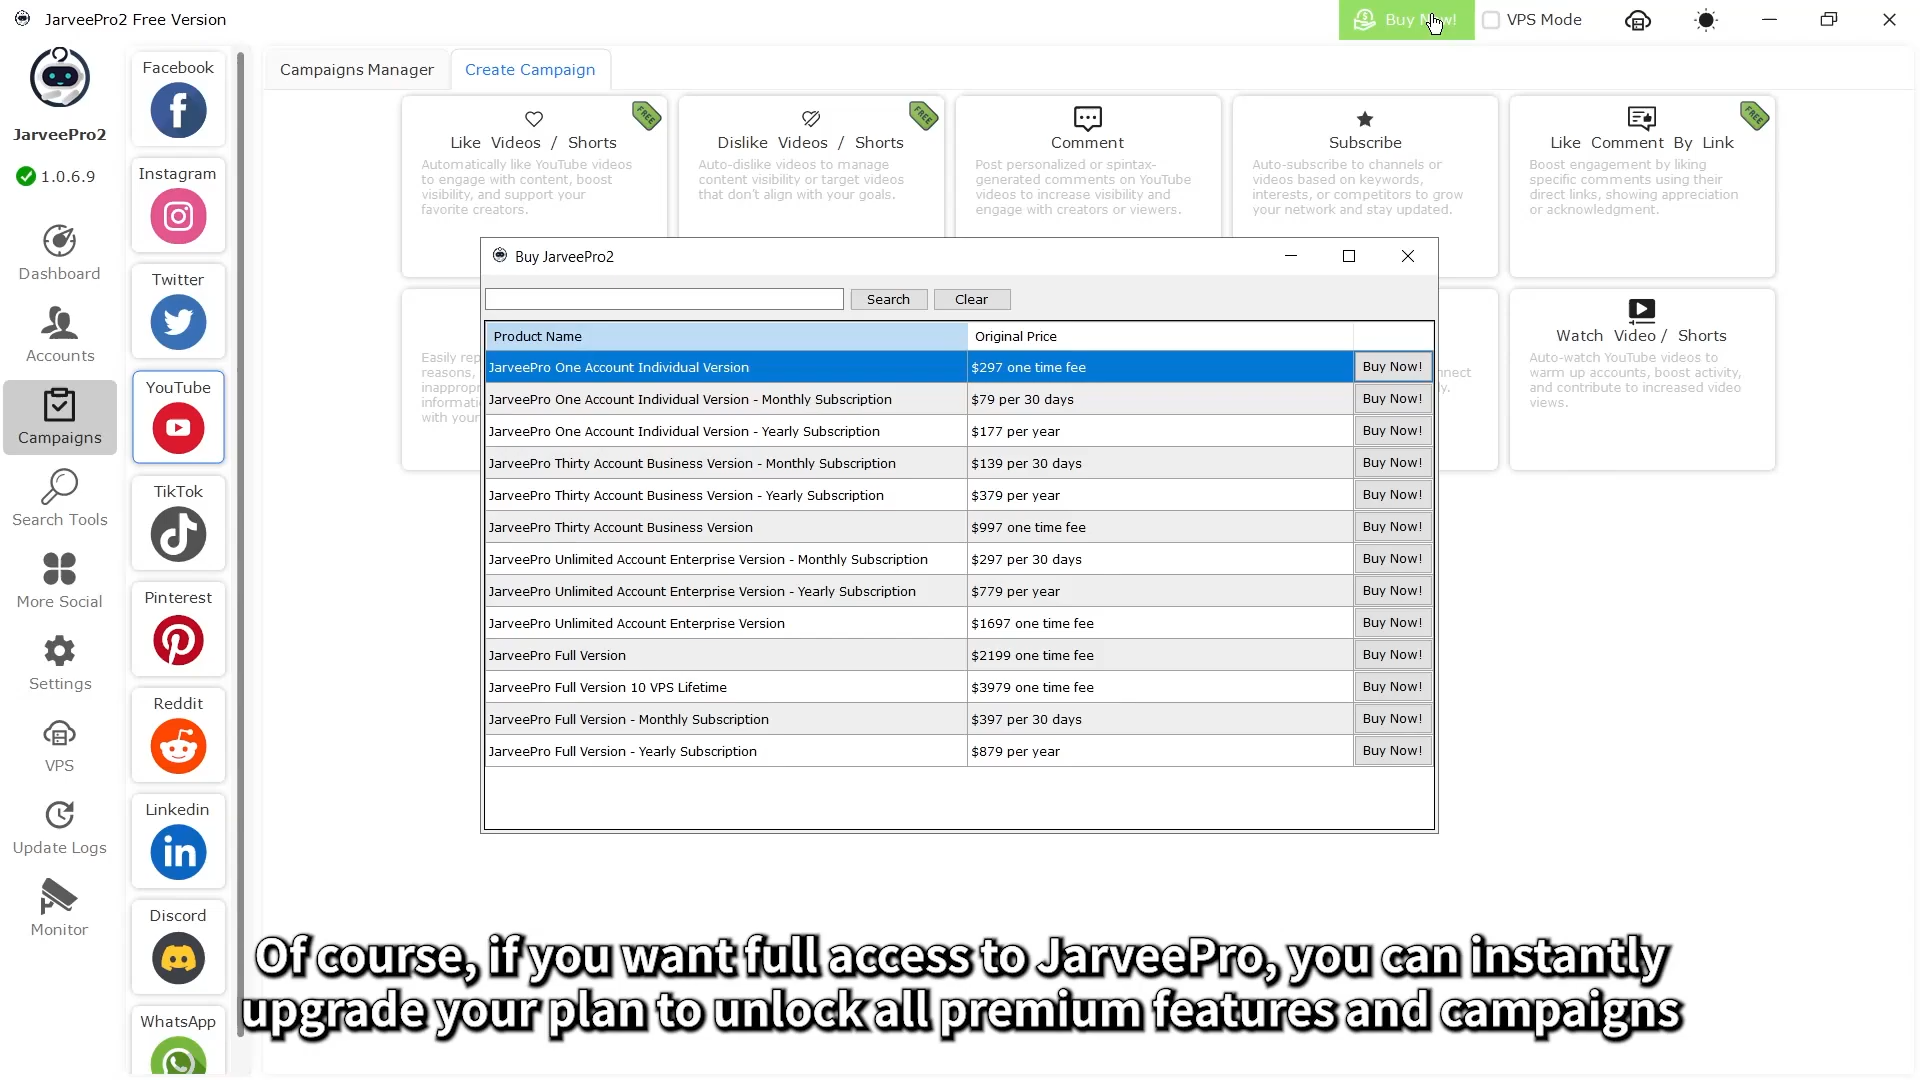 JarveePro2 Free Version
Buy Now!
VPS Mode
JarveePro2
1.0.6.9
Dashboard
Accounts
Campaigns
Search Tools
More Social
Settings
VPS
Update Logs
Monitor
Facebook
Instagram
Twitter
YouTube
TikTok
Pinterest
Reddit
Linkedin
Discord
WhatsApp
Campaigns Manager
Create Campaign
FREE
Like Videos / Shorts
Automatically like YouTube videos
to engage with content, boost
visibility, and support your
favorite creators.
FREE
Dislike Videos / Shorts
Auto-dislike videos to manage
content visibility or target videos
that don't align with your goals.
Comment
Post personalized or spintax-
generated comments on YouTube
videos to increase visibility and
engage with creators or viewers.
Subscribe
Auto-subscribe to channels or
videos based on keywords,
interests, or competitors to grow
your network and stay updated.
FREE
Like Comment By Link
Boost engagement by liking
specific comments using their
direct links, showing appreciation
or acknowledgment.
Easily rep
reasons,
inapprop
informati
with your
nnect
y.
Watch Video / Shorts
Auto-watch YouTube videos to
warm up accounts, boost activity,
and contribute to increased video
views.
Buy JarveePro2
Search
Clear
Product Name Original Price
JarveePro One Account Individual Version $297 one time fee Buy Now!
JarveePro One Account Individual Version - Monthly Subscription $79 per 30 days Buy Now!
JarveePro One Account Individual Version - Yearly Subscription $177 per year Buy Now!
JarveePro Thirty Account Business Version - Monthly Subscription $139 per 30 days Buy Now!
JarveePro Thirty Account Business Version - Yearly Subscription $379 per year Buy Now!
JarveePro Thirty Account Business Version $997 one time fee Buy Now!
JarveePro Unlimited Account Enterprise Version - Monthly Subscription $297 per 30 days Buy Now!
JarveePro Unlimited Account Enterprise Version - Yearly Subscription $779 per year Buy Now!
JarveePro Unlimited Account Enterprise Version $1697 one time fee Buy Now!
JarveePro Full Version $2199 one time fee Buy Now!
JarveePro Full Version 10 VPS Lifetime $3979 one time fee Buy Now!
JarveePro Full Version - Monthly Subscription $397 per 30 days Buy Now!
JarveePro Full Version - Yearly Subscription $879 per year Buy Now!
Of course, if you want full access to JarveePro, you can instantly
upgrade your plan to unlock all premium features and campaigns